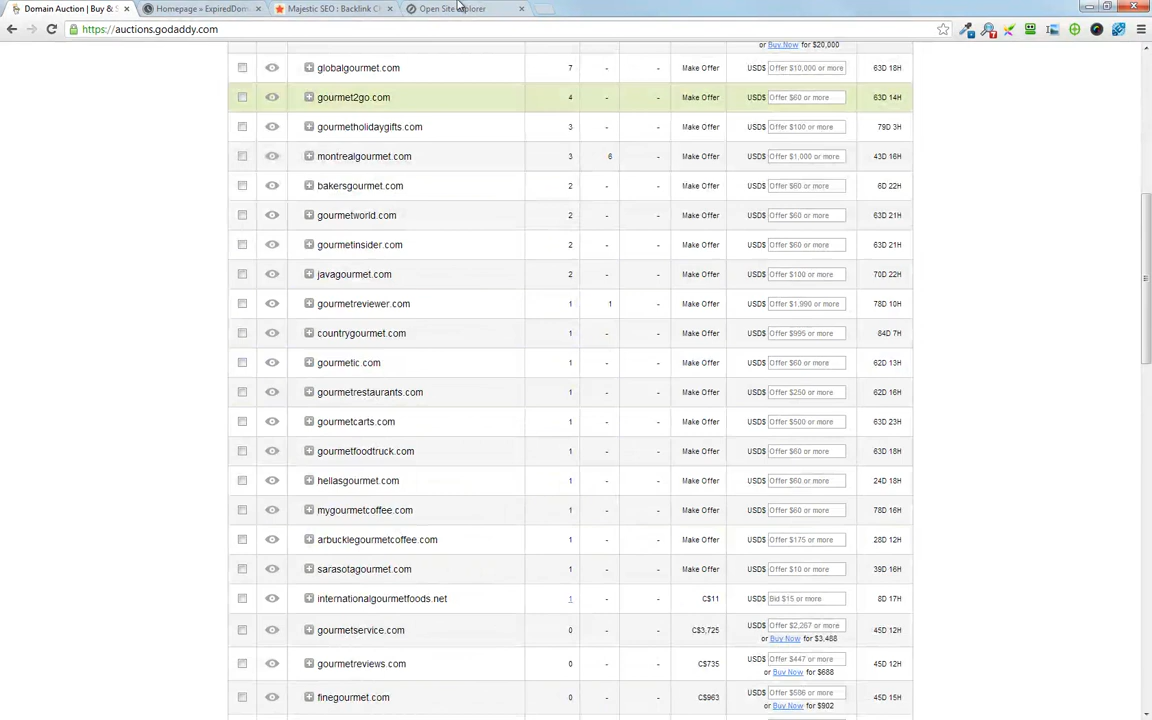 Domain Auction | Buy & S
Homepage » ExpiredDom
Majestic SEO : Backlink C
Open Site Explorer
https://auctions.godaddy.com
or Buy Now for $20,000
globalgourmet.com 7 - - Make Offer USD$ Offer $10,000 or more 63D 18H
gourmet2go.com 4 - - Make Offer USD$ Offer $60 or more 63D 14H
gourmetholidaygifts.com 3 - - Make Offer USD$ Offer $100 or more 79D 3H
montrealgourmet.com 3 6 - Make Offer USD$ Offer $1,000 or more 43D 16H
bakersgourmet.com 2 - - Make Offer USD$ Offer $60 or more 6D 22H
gourmetworld.com 2 - - Make Offer USD$ Offer $60 or more 63D 21H
gourmetinsider.com 2 - - Make Offer USD$ Offer $60 or more 63D 21H
javagourmet.com 2 - - Make Offer USD$ Offer $100 or more 70D 22H
gourmetreviewer.com 1 1 - Make Offer USD$ Offer $1,990 or more 78D 10H
countrygourmet.com 1 - - Make Offer USD$ Offer $995 or more 84D 7H
gourmetic.com 1 - - Make Offer USD$ Offer $60 or more 62D 13H
gourmetrestaurants.com 1 - - Make Offer USD$ Offer $250 or more 62D 16H
gourmetcarts.com 1 - - Make Offer USD$ Offer $500 or more 63D 23H
gourmetfoodtruck.com 1 - - Make Offer USD$ Offer $60 or more 63D 18H
hellasgourmet.com 1 - - Make Offer USD$ Offer $60 or more 24D 18H
mygourmetcoffee.com 1 - - Make Offer USD$ Offer $60 or more 78D 16H
arbucklegourmetcoffee.com 1 - - Make Offer USD$ Offer $175 or more 28D 12H
sarasotagourmet.com 1 - - Make Offer USD$ Offer $10 or more 39D 16H
internationalgourmetfoods.net 1 - - C$11 USD$ Bid $15 or more 8D 17H
gourmetservice.com 0 - - C$3,725 USD$ Offer $2,267 or more 45D 12H
or Buy Now for $3,488
gourmetreviews.com 0 - - C$735 USD$ Offer $447 or more 45D 12H
or Buy Now for $688
finegourmet.com 0 - - C$963 USD$ Offer $586 or more 45D 15H
or Buy Now for $902